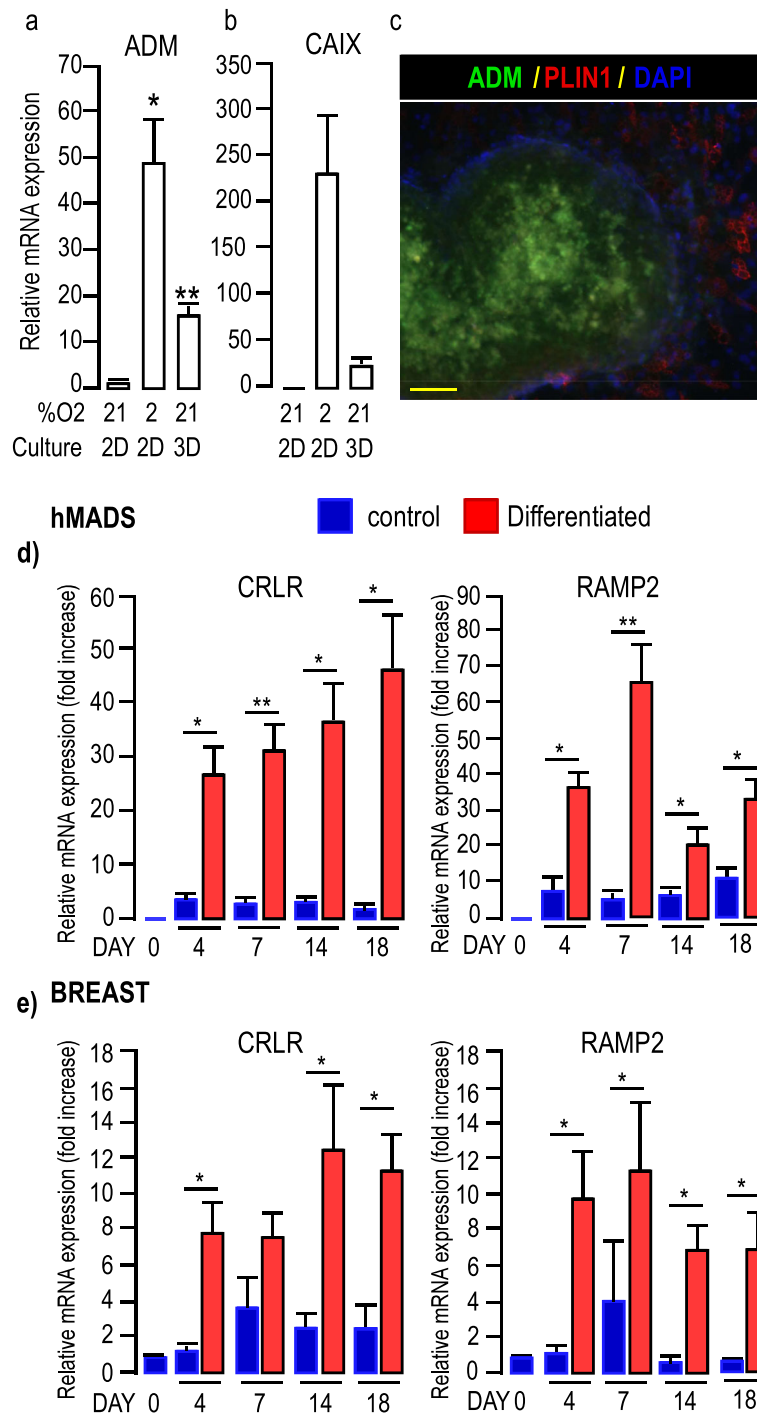 a
ADM
Relative mRNA expression
70
60
50
40
30
20
10
0
*
**
%O2 21 2 21
Culture 2D 2D 3D
b
CAIX
350
300
250
200
150
100
50
0
21 2 21
2D 2D 3D
c
ADM / PLIN1 / DAPI
hMADS
control Differentiated
d)
CRLR
Relative mRNA expression (fold increase)
60
50
40
30
20
10
0
*
**
*
*
DAY 0 4 7 14 18
RAMP2
Relative mRNA expression (fold increase)
90
80
70
60
50
40
30
20
10
0
*
**
*
*
DAY 0 4 7 14 18
BREAST
e)
CRLR
Relative mRNA expression (fold increase)
18
16
14
12
10
8
6
4
2
0
*
*
*
DAY 0 4 7 14 18
RAMP2
Relative mRNA expression (fold increase)
18
16
14
12
10
8
6
4
2
0
*
*
*
*
DAY 0 4 7 14 18